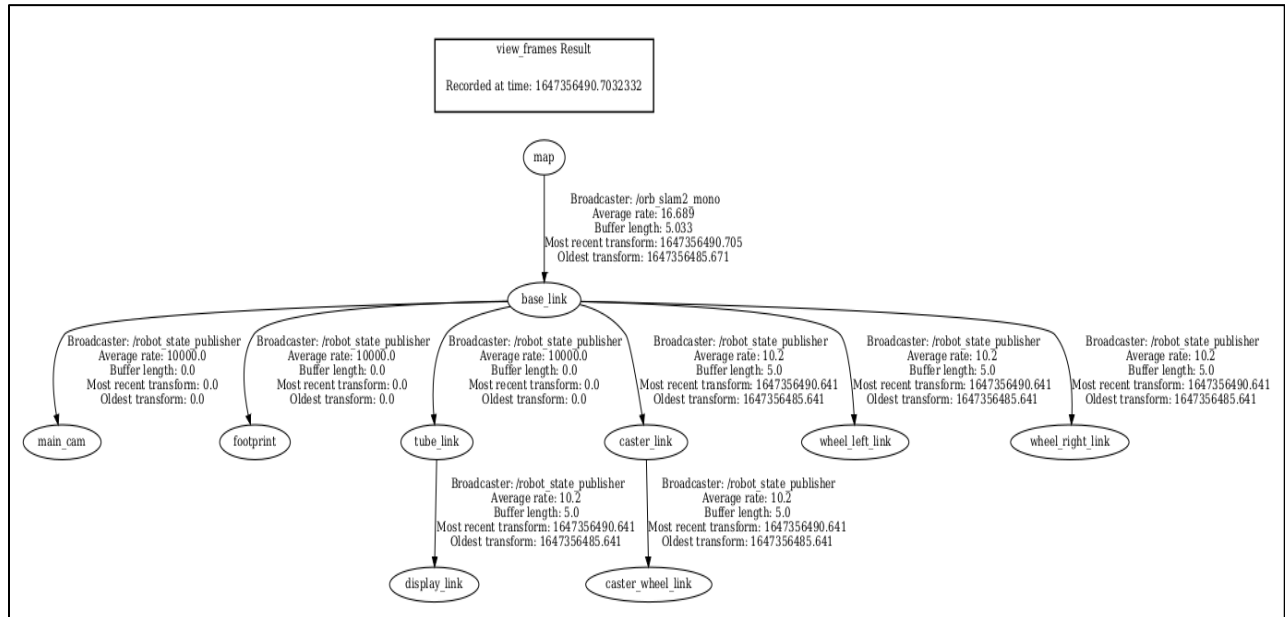 view_frames Result
Recorded at time: 1647356490.7032332
map
Broadcaster: /orb_slam2_mono
Average rate: 16.689
Buffer length: 5.033
Most recent transform: 1647356490.705
Oldest transform: 1647356485.671
base_link
Broadcaster: /robot_state_publisher
Average rate: 10000.0
Buffer length: 0.0
Most recent transform: 0.0
Oldest transform: 0.0
Broadcaster: /robot_state_publisher
Average rate: 10000.0
Buffer length: 0.0
Most recent transform: 0.0
Oldest transform: 0.0
Broadcaster: /robot_state_publisher
Average rate: 10000.0
Buffer length: 0.0
Most recent transform: 0.0
Oldest transform: 0.0
Broadcaster: /robot_state_publisher
Average rate: 10.2
Buffer length: 5.0
Most recent transform: 1647356490.641
Oldest transform: 1647356485.641
Broadcaster: /robot_state_publisher
Average rate: 10.2
Buffer length: 5.0
Most recent transform: 1647356490.641
Oldest transform: 1647356485.641
Broadcaster: /robot_state_publisher
Average rate: 10.2
Buffer length: 5.0
Most recent transform: 1647356490.641
Oldest transform: 1647356485.641
main_cam
footprint
tube_link
caster_link
wheel_left_link
wheel_right_link
Broadcaster: /robot_state_publisher
Average rate: 10.2
Buffer length: 5.0
Most recent transform: 1647356490.641
Oldest transform: 1647356485.641
Broadcaster: /robot_state_publisher
Average rate: 10.2
Buffer length: 5.0
Most recent transform: 1647356490.641
Oldest transform: 1647356485.641
display_link
caster_wheel_link